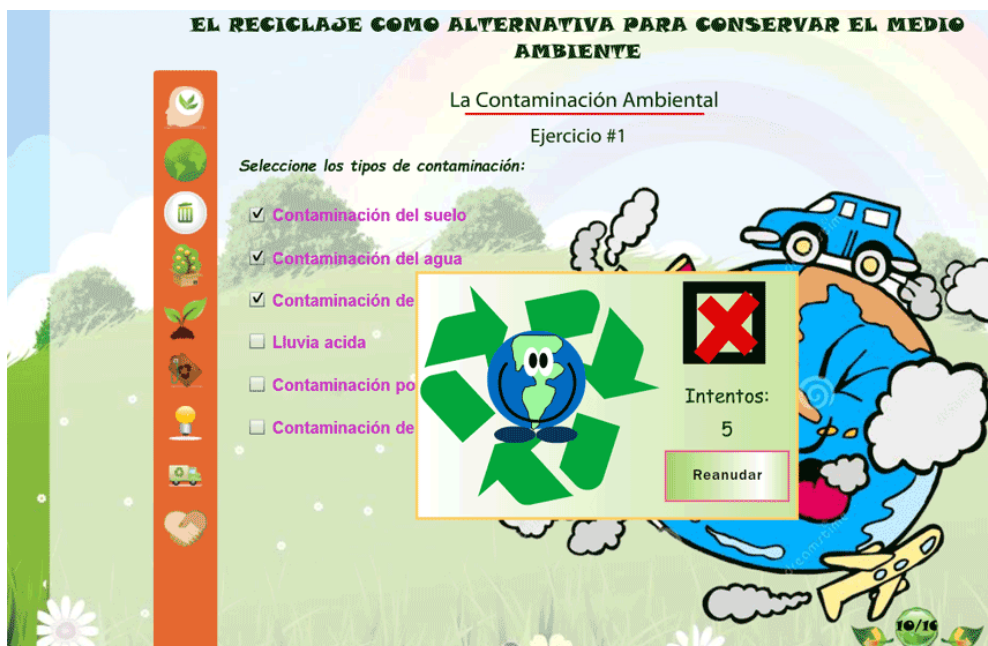 EL RECICLAJE COMO ALTERNATIVA PARA CONSERVAR EL MEDIO
AMBIENTE
La Contaminación Ambiental
Ejercicio #1
Seleccione los tipos de contaminación:
Contaminación del suelo
Contaminación del agua
Contaminación de
Lluvia acida
Contaminación po
Contaminación de
Intentos:
5
Reanudar
10/16